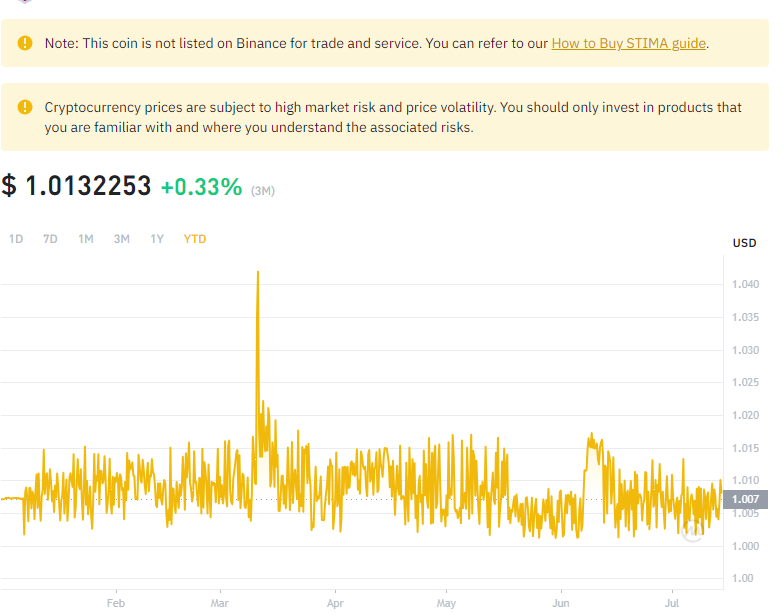 Note: This coin is not listed on Binance for trade and service. You can refer to our How to Buy STIMA guide.
Cryptocurrency prices are subject to high market risk and price volatility. You should only invest in products that
you are familiar with and where you understand the associated risks.
$ 1.0132253 +0.33% (3M)
1D 7D 1M 3M 1Y YTD
USD
1.040
1.035
1.030
1.025
1.020
1.015
1.010
1.007
1.005
1.000
1.00
Feb Mar Apr May Jun Jul